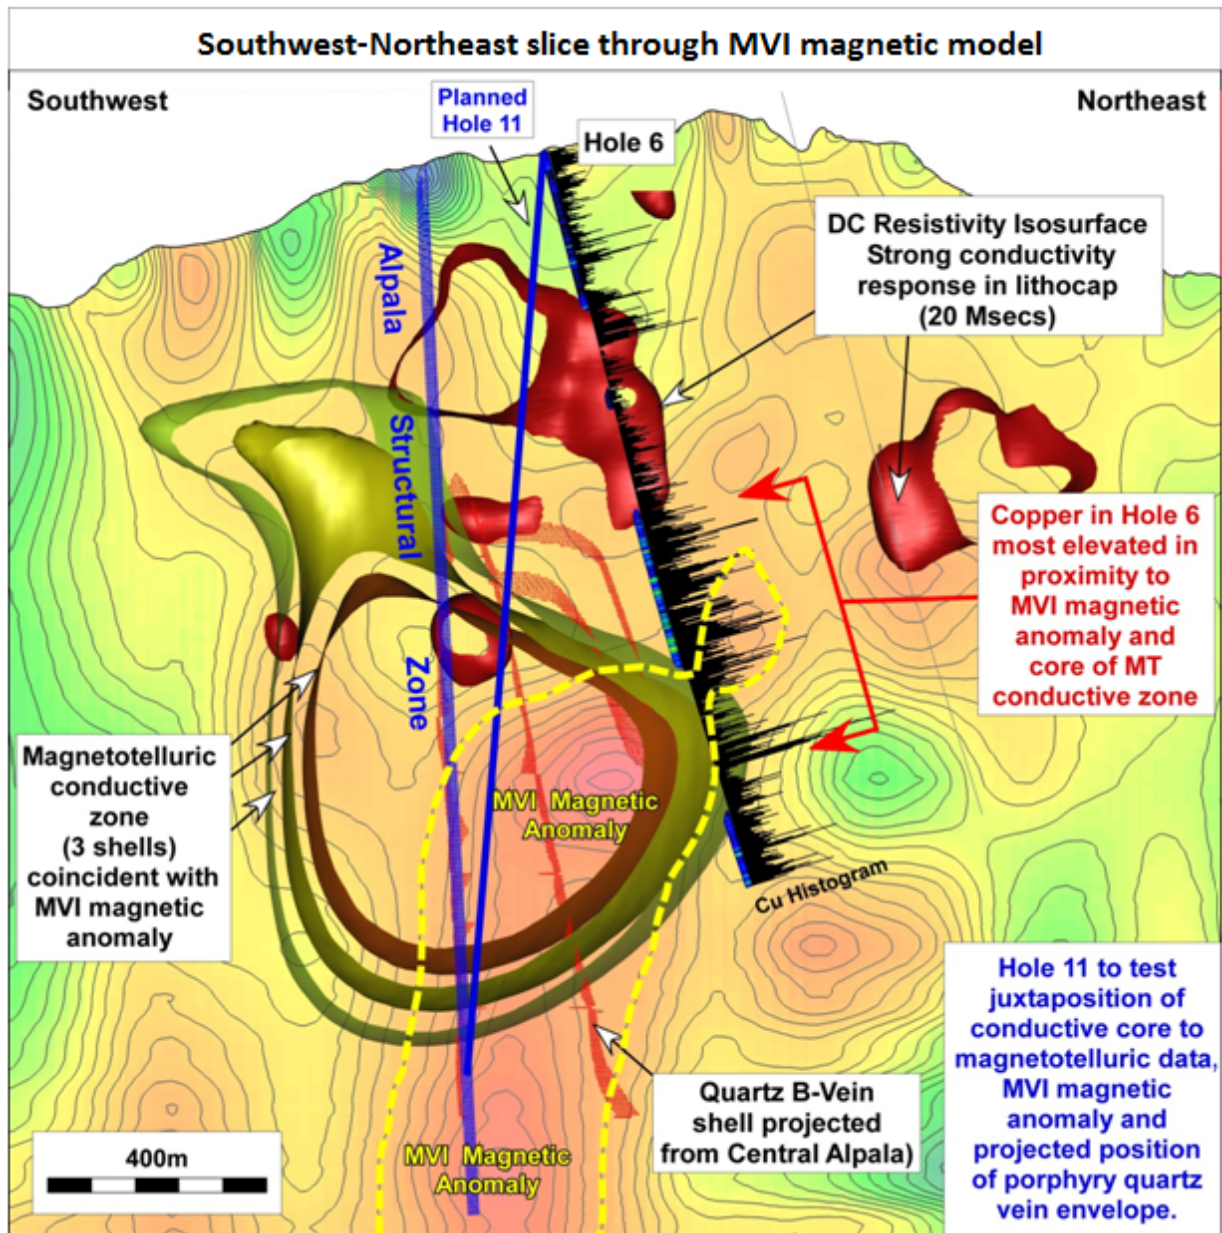 Southwest-Northeast slice through MVI magnetic model
Southwest
Planned
Hole 11
Hole 6
Northeast
DC Resistivity Isosurface
Strong conductivity
response in lithocap
(20 Msecs)
Alpala
Structural
Zone
Copper in Hole 6
most elevated in
proximity to
MVI magnetic
anomaly and
core of MT
conductive zone
Magnetotelluric
conductive
zone
(3 shells)
coincident with
MVI magnetic
anomaly
MVI Magnetic
Anomaly
Cu Histogram
Hole 11 to test
juxtaposition of
conductive core to
magnetotelluric data,
MVI magnetic
anomaly and
projected position
of porphyry quartz
vein envelope.
Quartz B-Vein
shell projected
from Central Alpala)
MVI Magnetic
Anomaly
400m